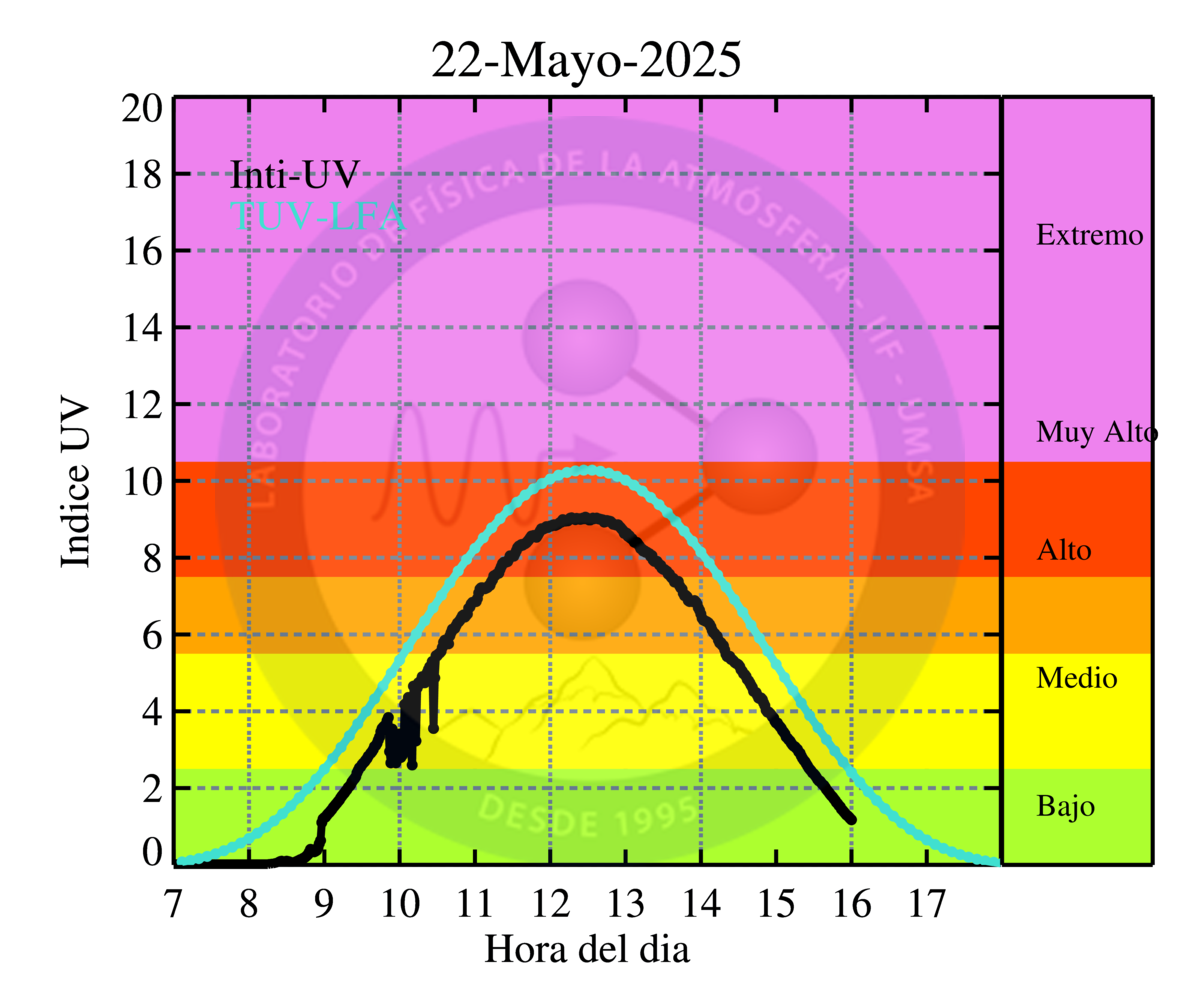 22-Mayo-2025
20
18
16
14
12
10
8
6
4
2
0
Indice UV
Inti-UV
TUV-LFA
LABORATORIO DE FÍSICA DE LA ATMÓSFERA - IIF - UMSA
DESDE 1995
Extremo
Muy Alto
Alto
Medio
Bajo
7 8 9 10 11 12 13 14 15 16 17
Hora del dia